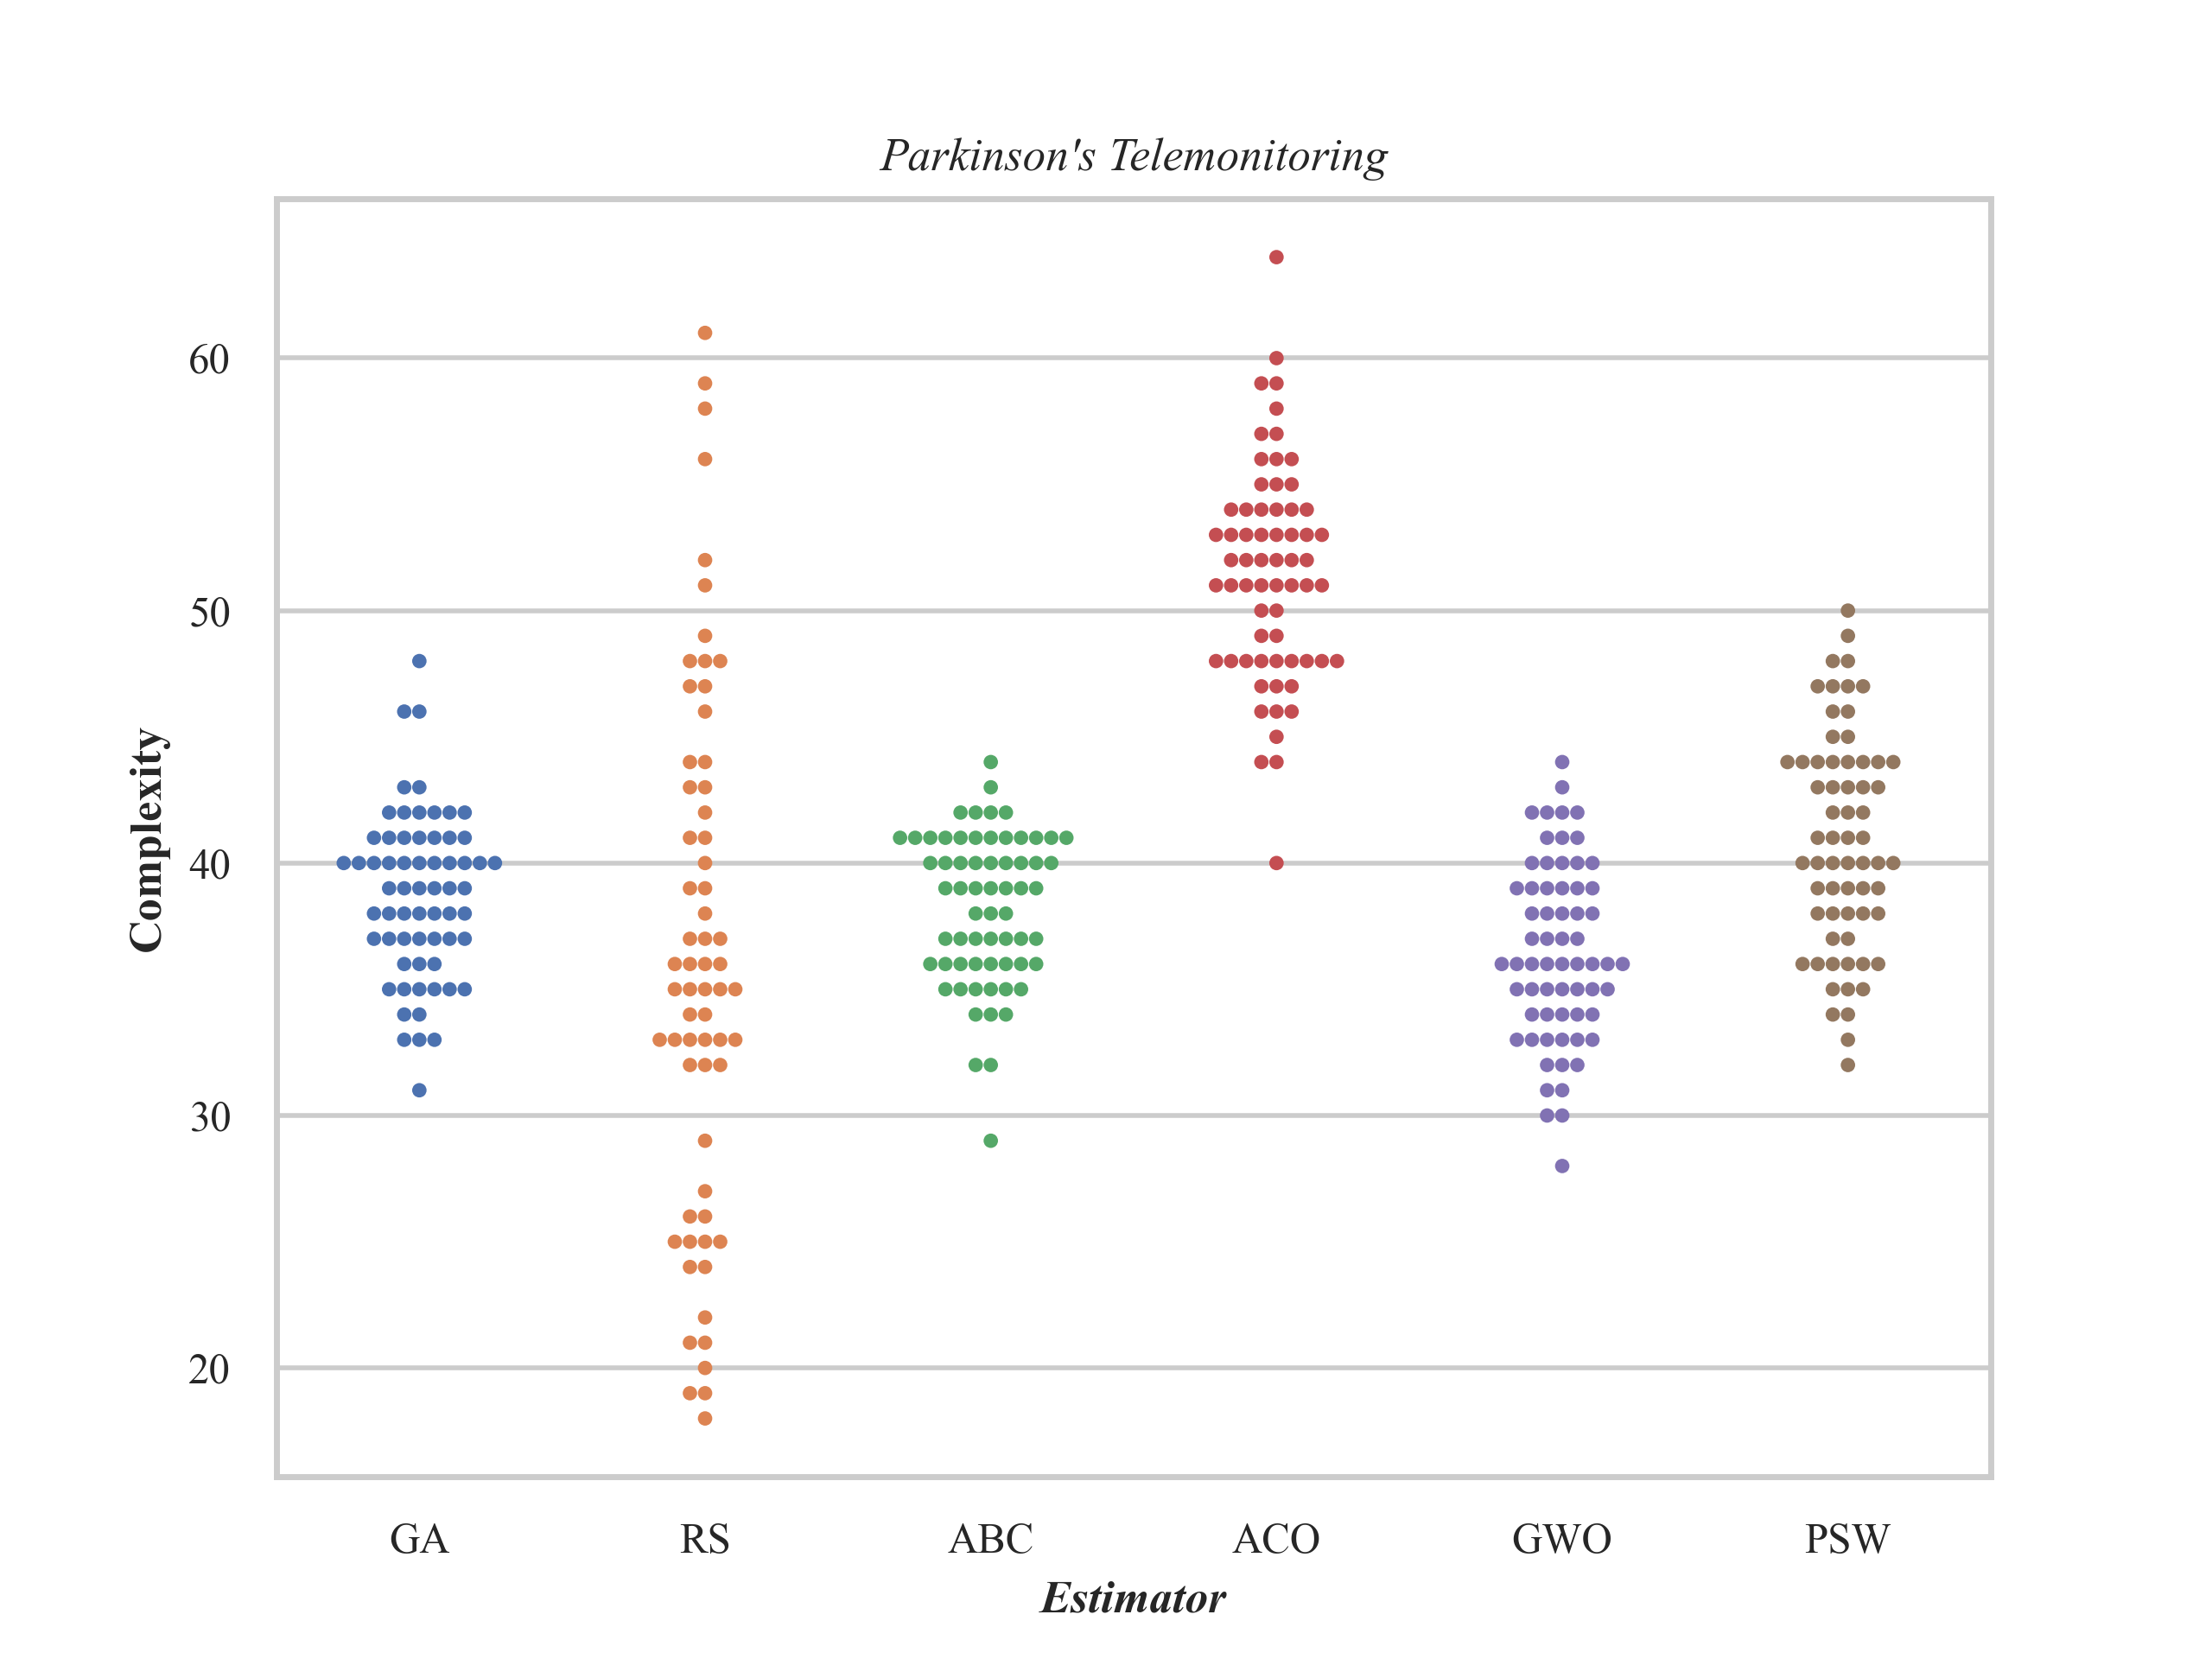 Parkinson's Telemonitoring
Complexity
60
50
40
30
20
GA RS ABC ACO GWO PSW
Estimator